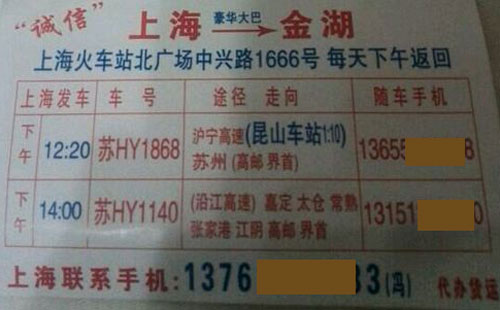 “诚信” 上海 豪华大巴 金湖
上海火车站北广场中兴路1666号 每天下午返回
上海发车 车号 途径 走向 随车手机
下午 12:20 苏HY1868 沪宁高速(昆山车站1:10) 13655 8
苏州(高邮 界首)
下午 14:00 苏HY1140 (沿江高速) 嘉定 太仓 常熟 13151 0
张家港 江阴 高邮 界首
上海联系手机:1376 33(冯) 代办货运